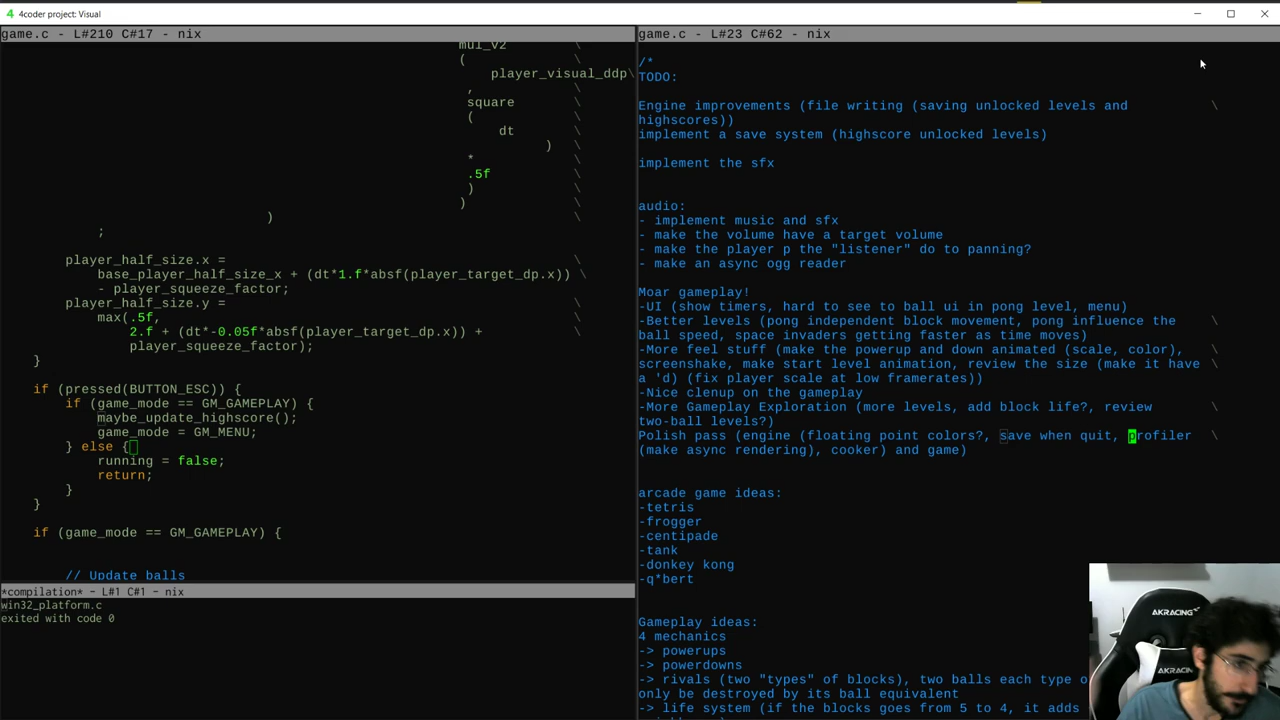 4 4coder project: Visual
game.c - L#210 C#17 - nix
mul_v2 \
( \
player_visual_ddp\
, \
square \
( \
dt \
) \
* \
.5f \
) \
) \
) \
;
player_half_size.x =
base_player_half_size_x + (dt*1.f*absf(player_target_dp.x)) \
- player_squeeze_factor;
player_half_size.y =
max(.5f,
2.f + (dt*-0.05f*absf(player_target_dp.x)) +
player_squeeze_factor);
}
if (pressed(BUTTON_ESC)) {
if (game_mode == GM_GAMEPLAY) {
maybe_update_highscore();
game_mode = GM_MENU;
} else {
running = false;
return;
}
}
if (game_mode == GM_GAMEPLAY) {
// Update balls
*compilation* - L#1 C#1 - nix
win32_platform.c
exited with code 0
game.c - L#23 C#62 - nix
/*
TODO:
Engine improvements (file writing (saving unlocked levels and \
highscores))
implement a save system (highscore unlocked levels)
implement the sfx
audio:
- implement music and sfx
- make the volume have a target volume
- make the player p the "listener" do to panning?
- make an async ogg reader
Moar gameplay!
-UI (show timers, hard to see to ball ui in pong level, menu)
-Better levels (pong independent block movement, pong influence the \
ball speed, space invaders getting faster as time moves)
-More feel stuff (make the powerup and down animated (scale, color), \
screenshake, make start level animation, review the size (make it have \
a 'd) (fix player scale at low framerates))
-Nice clenup on the gameplay
-More Gameplay Exploration (more levels, add block life?, review \
two-ball levels?)
Polish pass (engine (floating point colors?, save when quit, profiler \
(make async rendering), cooker) and game)
arcade game ideas:
-tetris
-frogger
-centipade
-tank
-donkey kong
-q*bert
Gameplay ideas:
4 mechanics
-> powerups
-> powerdowns
-> rivals (two "types" of blocks), two balls each type
only be destroyed by its ball equivalent
-> life system (if the blocks goes from 5 to 4, it adds
AKRACING
AKRACING